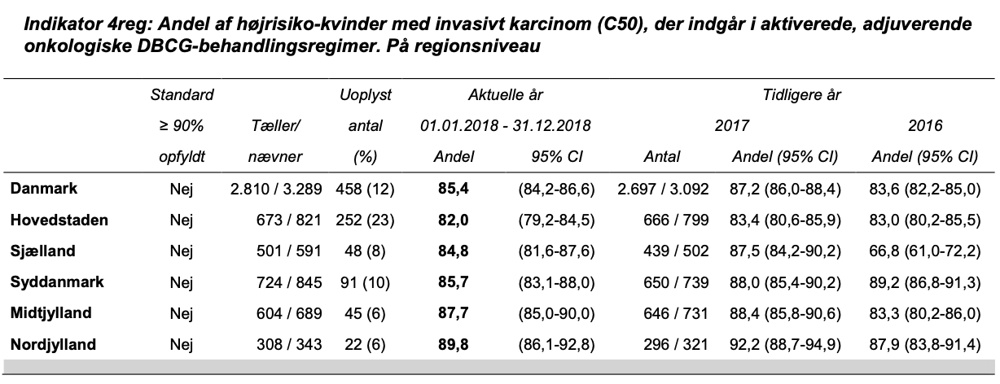 Indikator 4reg: Andel af højrisiko-kvinder med invasivt karcinom (C50), der indgår i aktiverede, adjuverende
onkologiske DBCG-behandlingsregimer. På regionsniveau
Standard Uoplyst Aktuelle år Tidligere år
≥ 90% Tæller/ antal 01.01.2018 - 31.12.2018 2017 2016
opfyldt nævner (%) Andel 95% CI Antal Andel (95% CI) Andel (95% CI)
Danmark Nej 2.810 / 3.289 458 (12) 85,4 (84,2-86,6) 2.697 / 3.092 87,2 (86,0-88,4) 83,6 (82,2-85,0)
Hovedstaden Nej 673 / 821 252 (23) 82,0 (79,2-84,5) 666 / 799 83,4 (80,6-85,9) 83,0 (80,2-85,5)
Sjælland Nej 501 / 591 48 (8) 84,8 (81,6-87,6) 439 / 502 87,5 (84,2-90,2) 66,8 (61,0-72,2)
Syddanmark Nej 724 / 845 91 (10) 85,7 (83,1-88,0) 650 / 739 88,0 (85,4-90,2) 89,2 (86,8-91,3)
Midtjylland Nej 604 / 689 45 (6) 87,7 (85,0-90,0) 646 / 731 88,4 (85,8-90,6) 83,3 (80,2-86,0)
Nordjylland Nej 308 / 343 22 (6) 89,8 (86,1-92,8) 296 / 321 92,2 (88,7-94,9) 87,9 (83,8-91,4)